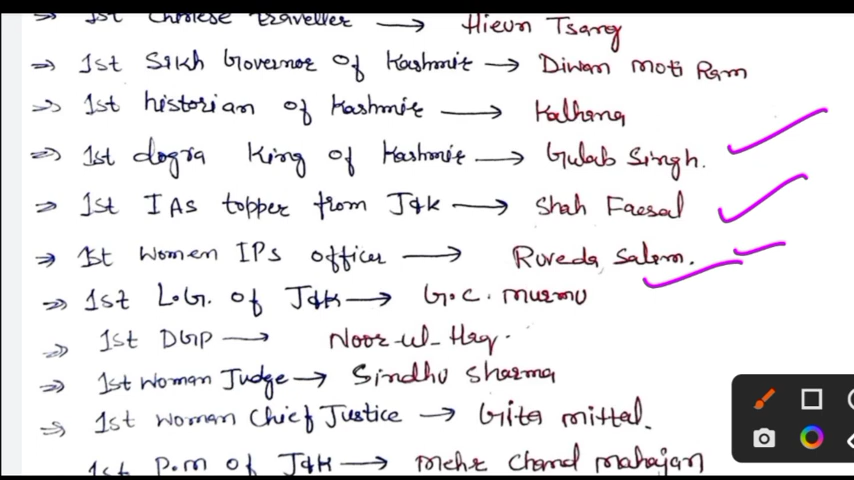 ⇒ 1st Chinese traveller → Hieun Tsang
⇒ 1st Sikh Governor of Kashmir → Diwan Moti Ram
⇒ 1st historian of Kashmir → Kalhana
⇒ 1st dogra King of Kashmir → Gulab Singh.
⇒ 1st IAS topper from J&k → Shah Faesal
⇒ 1st women IPs officer → Ruveda Salem.
⇒ 1st L.G. of J&k → G.C. Murmu
⇒ 1st DGP → Noor-ul-Haq.
⇒ 1st woman Judge → Sindhu Sharma
⇒ 1st woman Chief Justice → Gita mittal.
1st P.m of J&k → Mehr Chand Mahajan